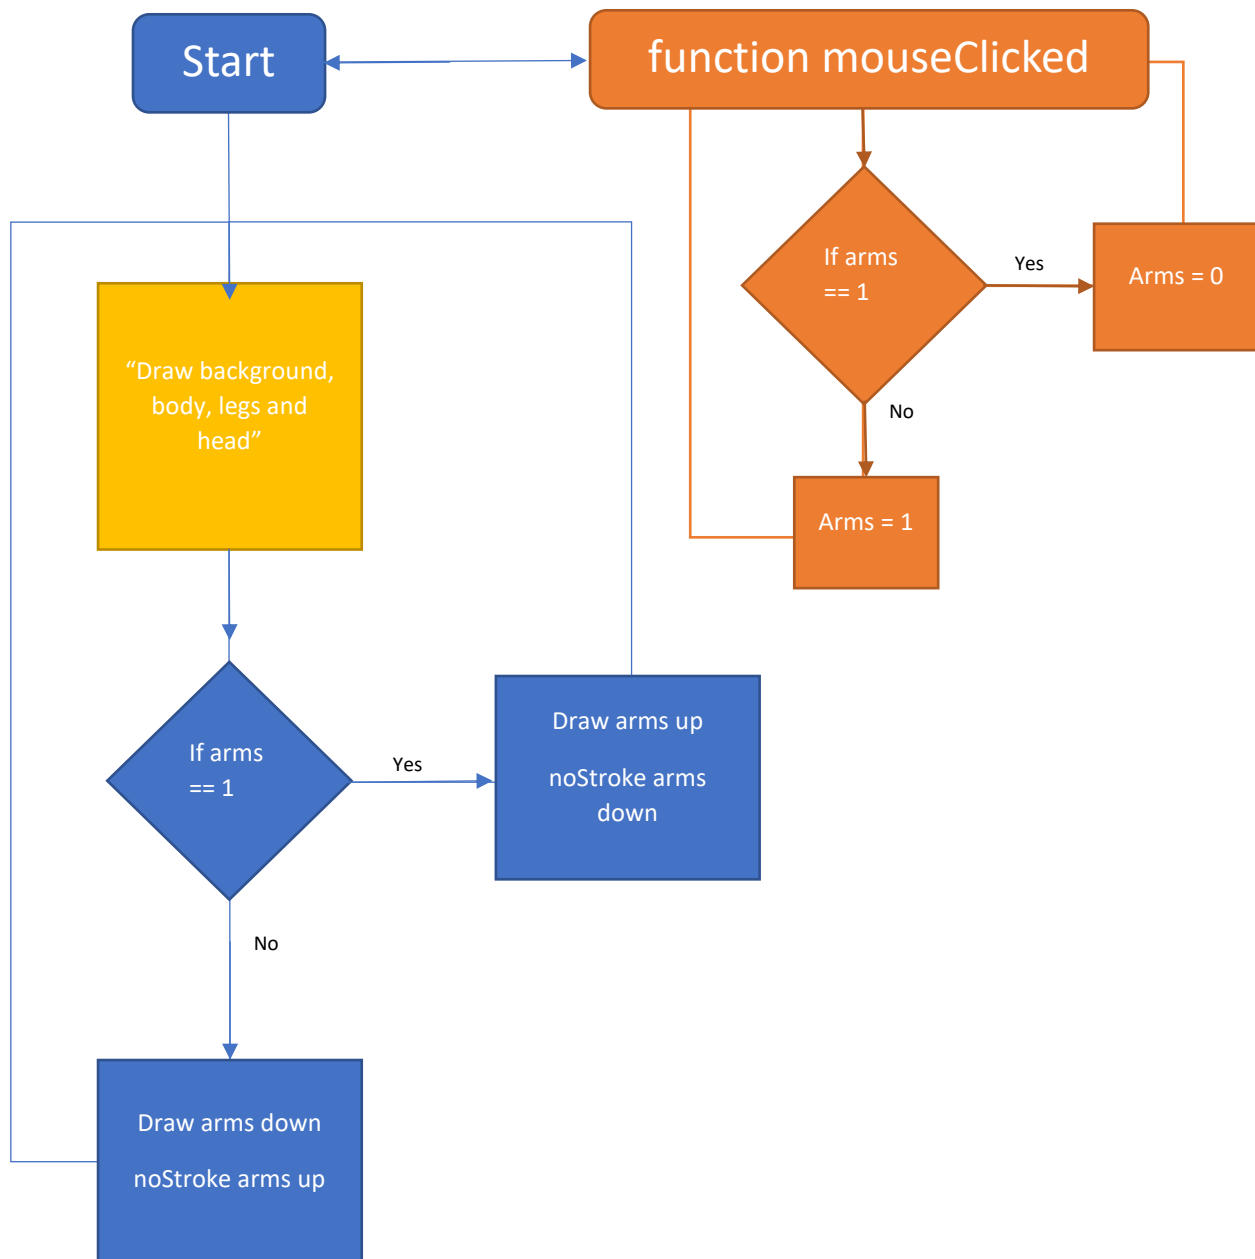 Start
function mouseClicked
If arms
== 1
Yes
Arms = 0
No
Arms = 1
“Draw background,
body, legs and
head”
If arms
== 1
Yes
Draw arms up
noStroke arms
down
No
Draw arms down
noStroke arms up